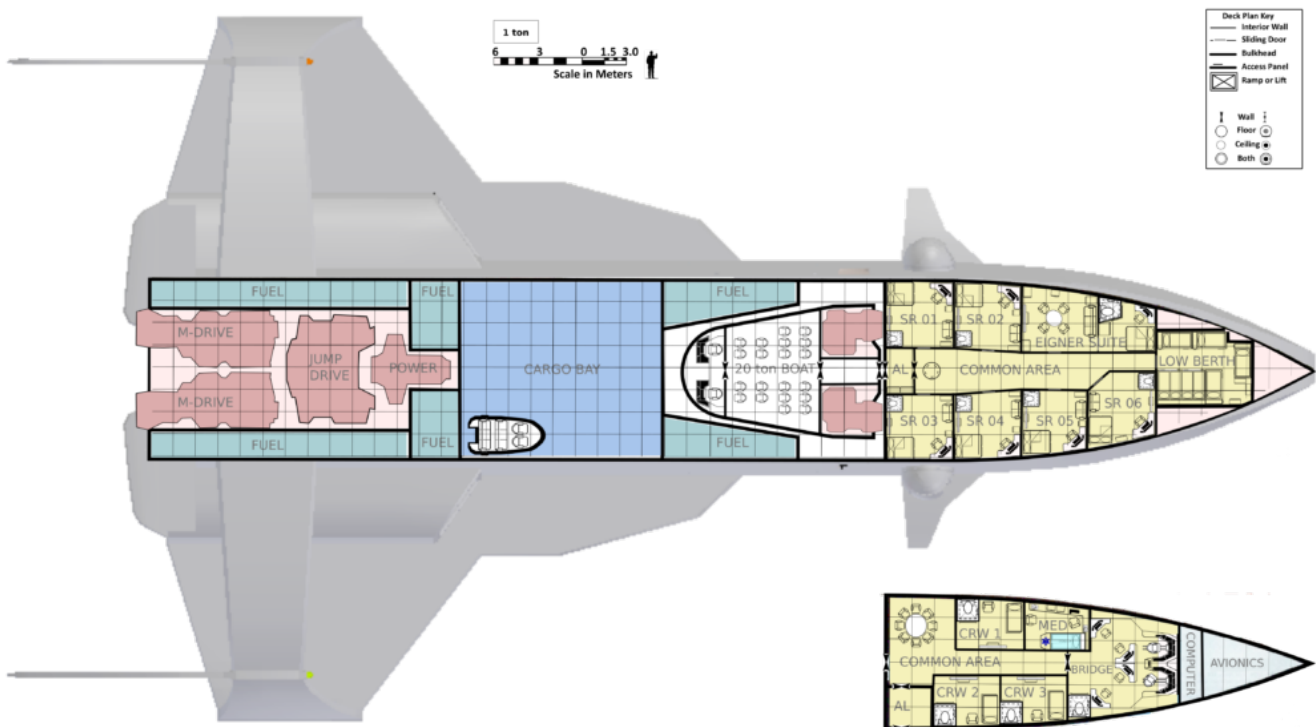 1 ton
6 3 0 1.5 3.0
Scale in Meters
Deck Plan Key
Interior Wall
Sliding Door
Bulkhead
Access Panel
Ramp or Lift
Wall
Floor
Ceiling
Both
FUEL
FUEL
FUEL
M-DRIVE
JUMP
DRIVE
POWER
M-DRIVE
CARGO BAY
20 ton BOAT
FUEL
FUEL
FUEL
SR 01
SR 02
EIGNER SUITE
LOW BERTH
AL
COMMON AREA
SR 03
SR 04
SR 05
SR 06
CRW 1
MED
COMMON AREA
BRIDGE
COMPUTER
AVIONICS
AL
CRW 2
CRW 3